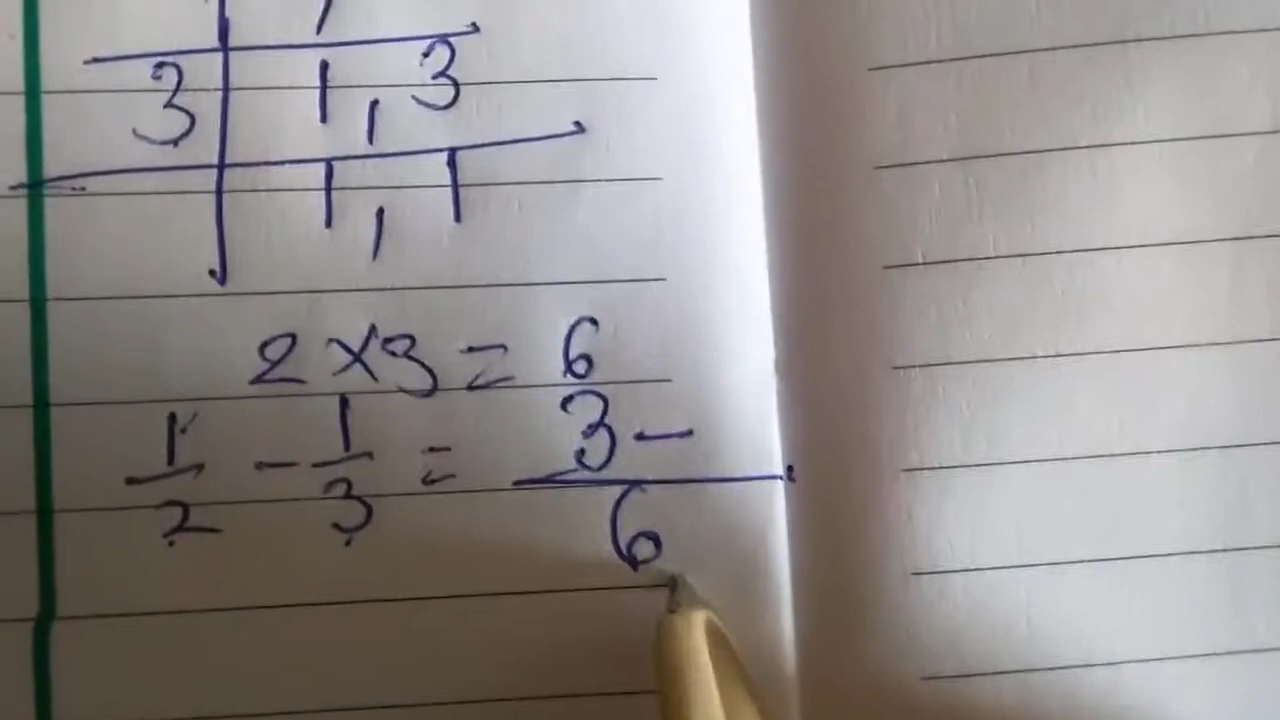 3 | 1, 3
1, 1
2 × 3 = 6
1/2 - 1/3 = 3 - / 6